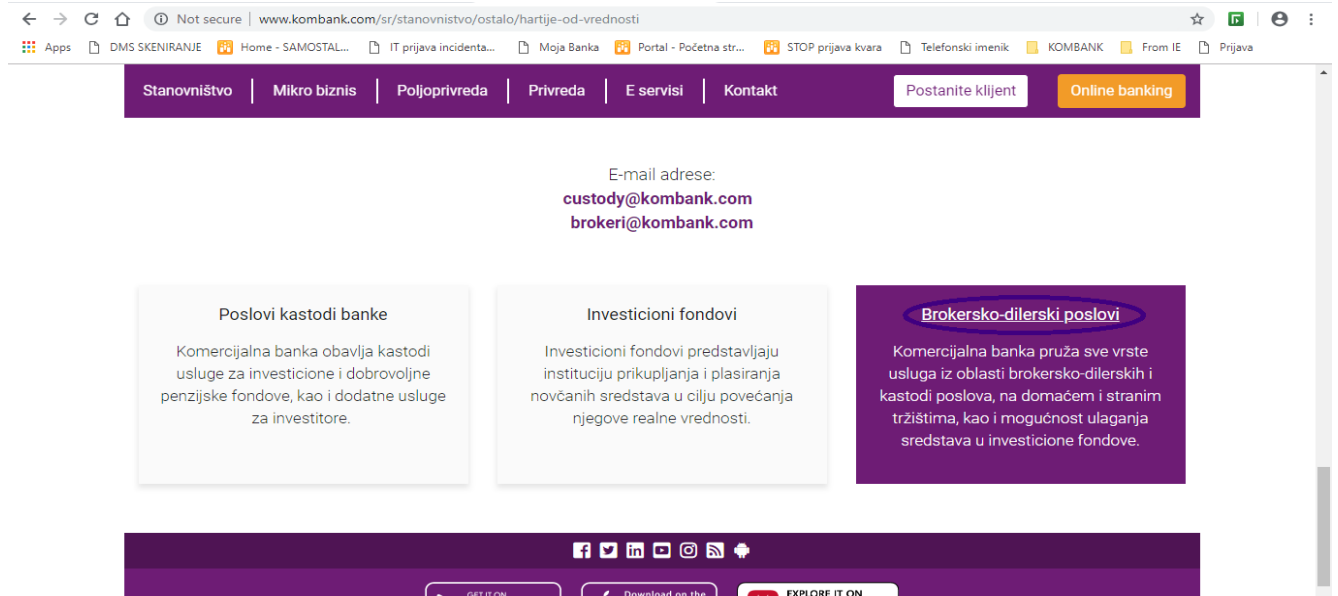 Not secure | www.kombank.com/sr/stanovnistvo/ostalo/hartije-od-vrednosti
Apps DMS SKENIRANJE Home - SAMOSTAL... IT prijava incidenta... Moja Banka Portal - Početna str... STOP prijava kvara Telefonski imenik KOMBANK From IE Prijava
Stanovništvo Mikro biznis Poljoprivreda Privreda E servisi Kontakt Postanite klijent Online banking
E-mail adrese:
custody@kombank.com
brokeri@kombank.com
Poslovi kastodi banke
Komercijalna banka obavlja kastodi
usluge za investicione i dobrovoljne
penzijske fondove, kao i dodatne usluge
za investitore.
Investicioni fondovi
Investicioni fondovi predstavljaju
instituciju prikupljanja i plasiranja
novčanih sredstava u cilju povećanja
njegove realne vrednosti.
Brokersko-dilerski poslovi
Komercijalna banka pruža sve vrste
usluga iz oblasti brokersko-dilerskih i
kastodi poslova, na domaćem i stranim
tržištima, kao i mogućnost ulaganja
sredstava u investicione fondove.
GET IT ON Download on the EXPLORE IT ON